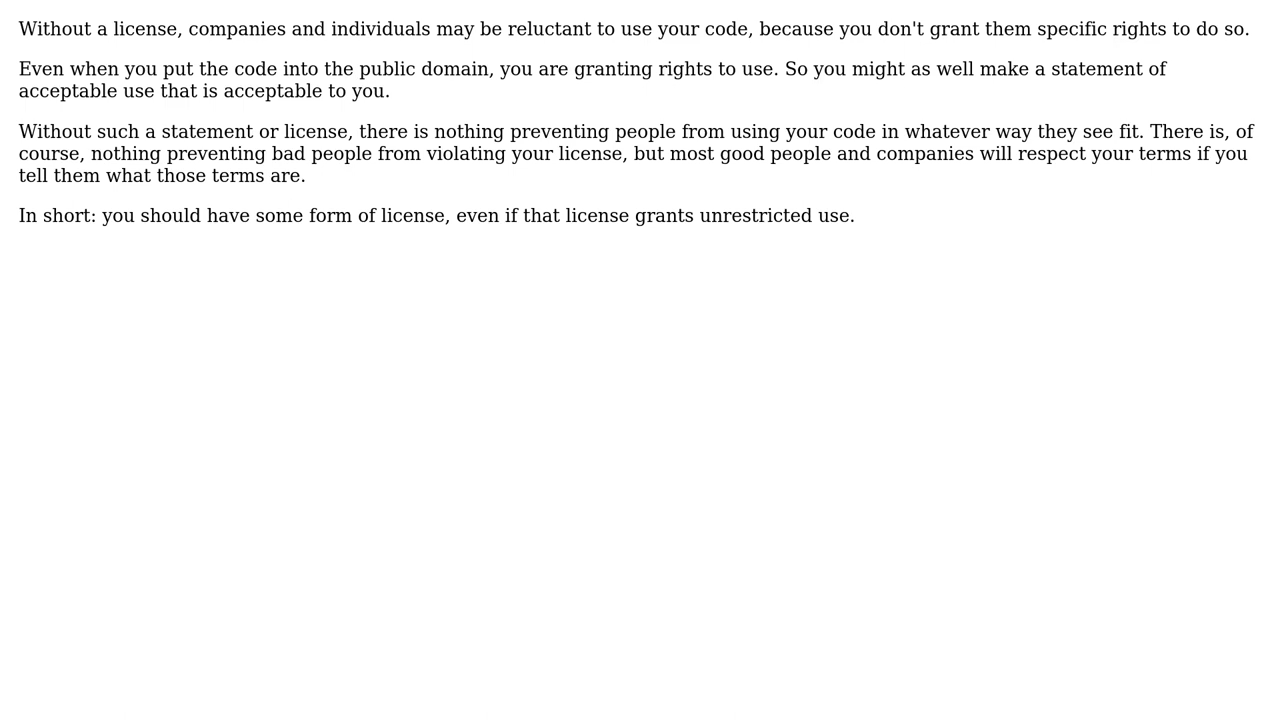 Without a license, companies and individuals may be reluctant to use your code, because you don't grant them specific rights to do so.
Even when you put the code into the public domain, you are granting rights to use. So you might as well make a statement of
acceptable use that is acceptable to you.
Without such a statement or license, there is nothing preventing people from using your code in whatever way they see fit. There is, of
course, nothing preventing bad people from violating your license, but most good people and companies will respect your terms if you
tell them what those terms are.
In short: you should have some form of license, even if that license grants unrestricted use.